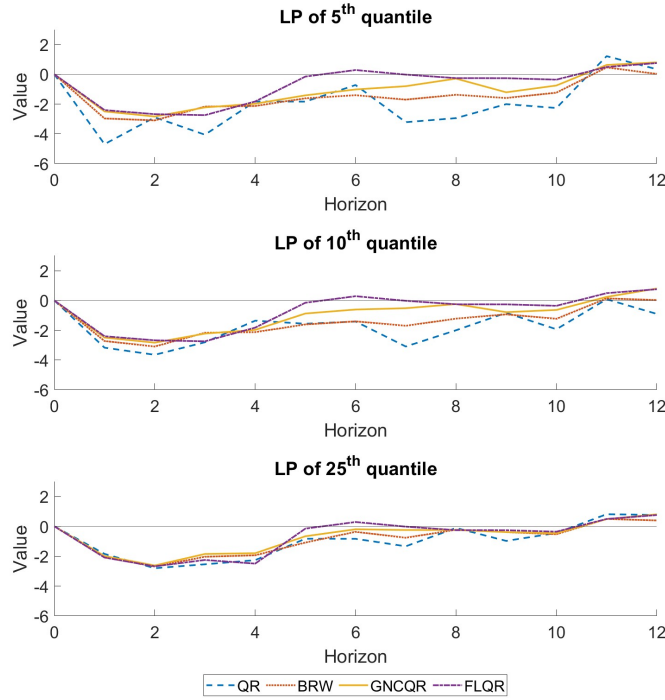 LP of 5th quantile
2
0
-2
-4
-6
Value
0 2 4 6 8 10 12
Horizon
LP of 10th quantile
2
0
-2
-4
-6
Value
0 2 4 6 8 10 12
Horizon
LP of 25th quantile
2
0
-2
-4
-6
Value
0 2 4 6 8 10 12
Horizon
QR BRW GNCQR FLQR